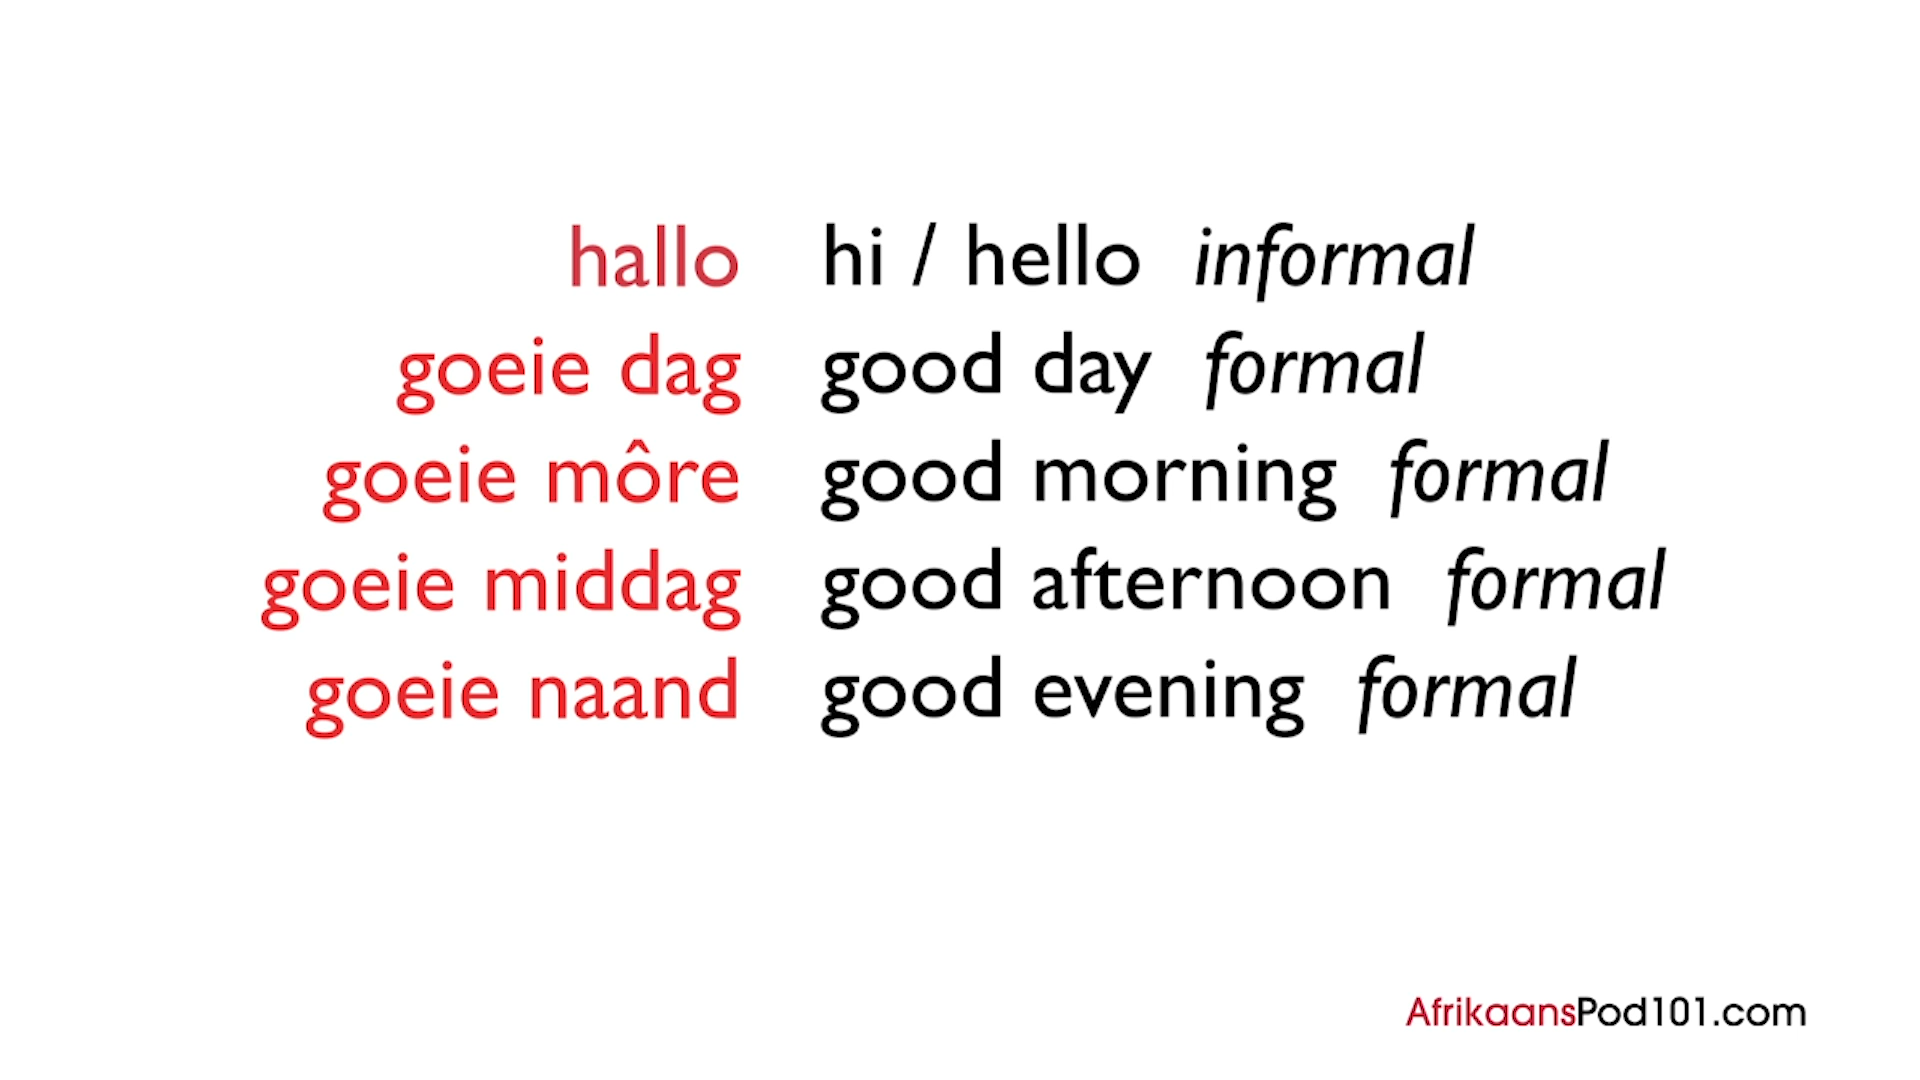 hallo hi / hello informal
goeie dag good day formal
goeie môre good morning formal
goeie middag good afternoon formal
goeie naand good evening formal
AfrikaansPod101.com